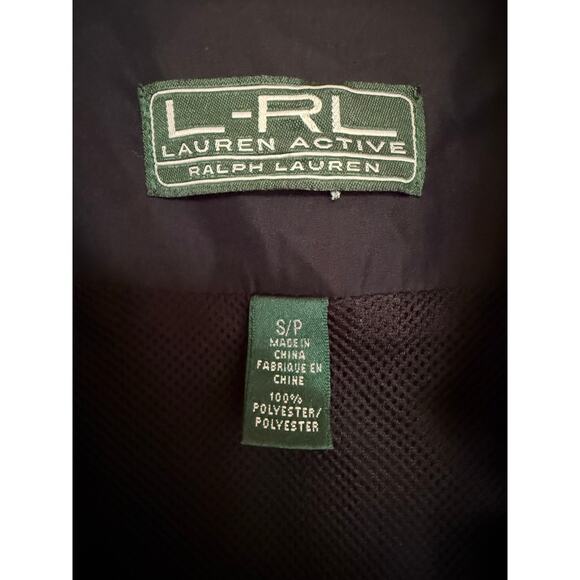 L-RL
LAUREN ACTIVE
RALPH LAUREN
S/P
MADE IN
CHINA
FABRIQUE EN
CHINE
100%
POLYESTER/
POLYESTER